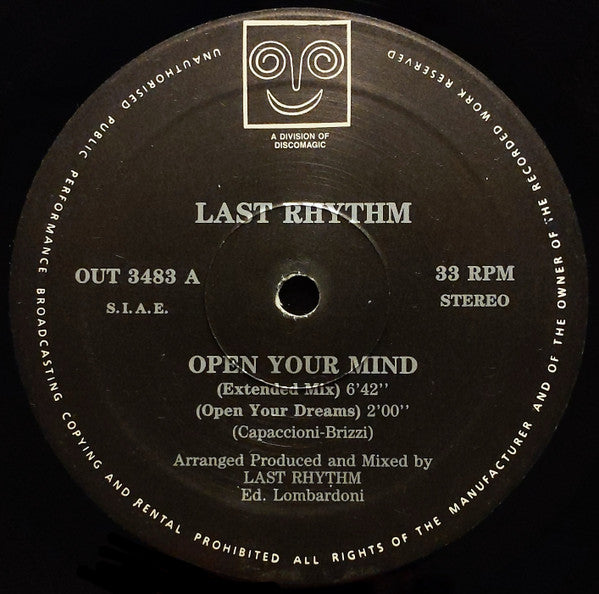 A DIVISION OF
DISCOMAGIC
LAST RHYTHM
OUT 3483 A
S.I.A.E.
33 RPM
STEREO
OPEN YOUR MIND
(Extended Mix) 6'42''
(Open Your Dreams) 2'00''
(Capaccioni-Brizzi)
Arranged Produced and Mixed by
LAST RHYTHM
Ed. Lombardoni
UNAUTHORISED PUBLIC PERFORMANCE BROADCASTING COPYING AND RENTAL PROHIBITED ALL RIGHTS OF THE MANUFACTURER AND OF THE OWNER OF THE RECORDED WORK RESERVED